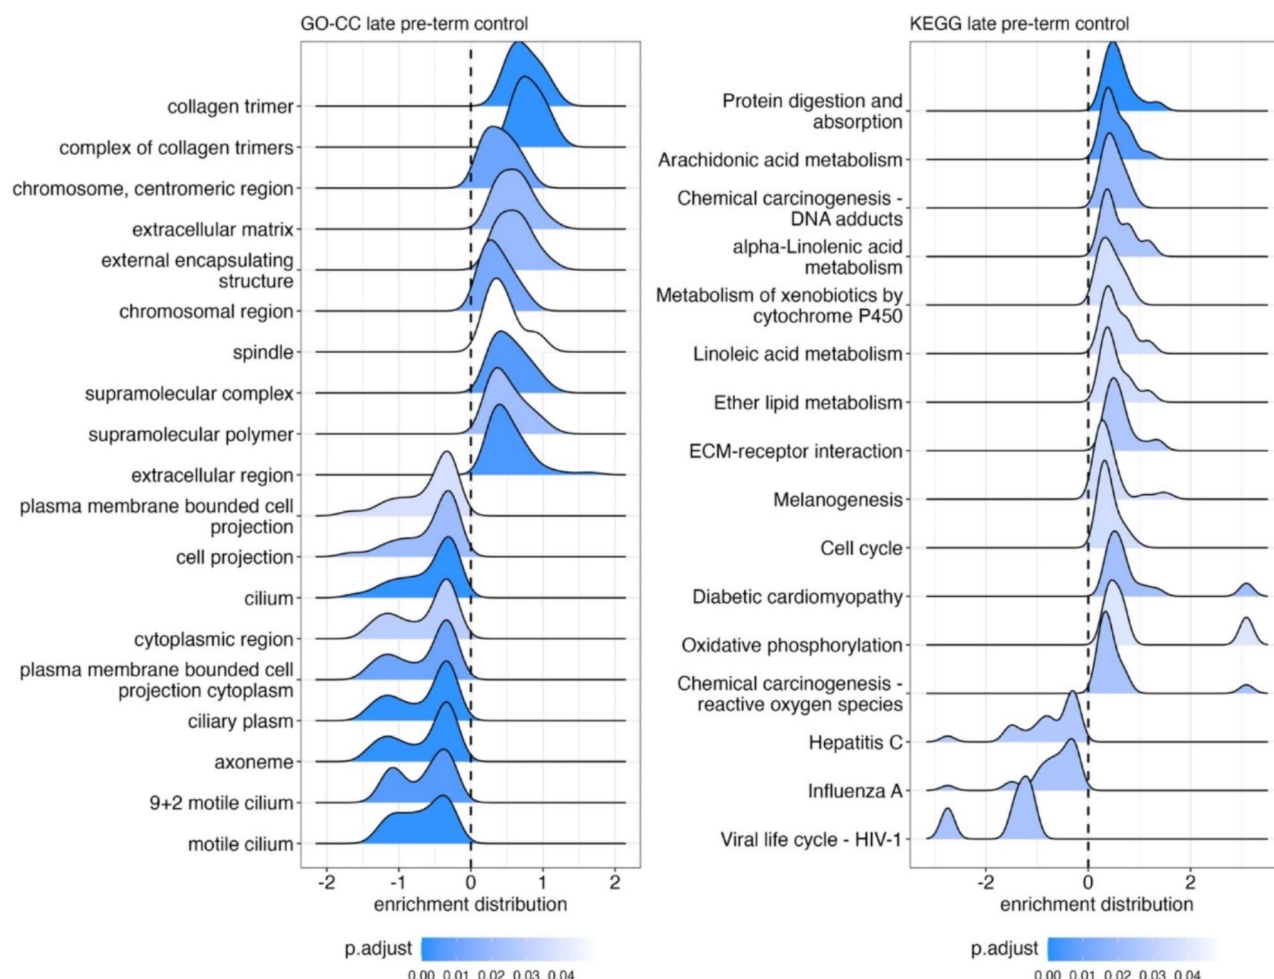 GO-CC late pre-term control
collagen trimer
complex of collagen trimers
chromosome, centromeric region
extracellular matrix
external encapsulating
structure
chromosomal region
spindle
supramolecular complex
supramolecular polymer
extracellular region
plasma membrane bounded cell
projection
cell projection
cilium
cytoplasmic region
plasma membrane bounded cell
projection cytoplasm
ciliary plasm
axoneme
9+2 motile cilium
motile cilium
-2 -1 0 1 2
enrichment distribution
p.adjust
0.00 0.01 0.02 0.03 0.04
KEGG late pre-term control
Protein digestion and
absorption
Arachidonic acid metabolism
Chemical carcinogenesis -
DNA adducts
alpha-Linolenic acid
metabolism
Metabolism of xenobiotics by
cytochrome P450
Linoleic acid metabolism
Ether lipid metabolism
ECM-receptor interaction
Melanogenesis
Cell cycle
Diabetic cardiomyopathy
Oxidative phosphorylation
Chemical carcinogenesis -
reactive oxygen species
Hepatitis C
Influenza A
Viral life cycle - HIV-1
-2 0 2
enrichment distribution
p.adjust
0.00 0.01 0.02 0.03 0.04